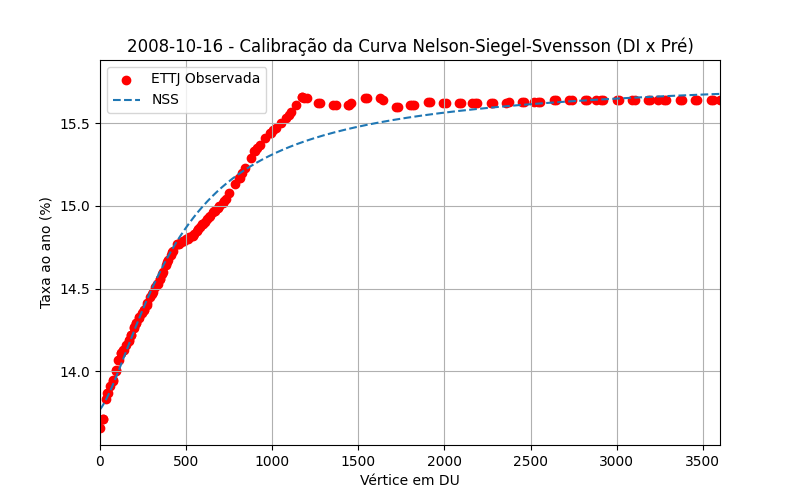 2008-10-16 - Calibração da Curva Nelson-Siegel-Svensson (DI x Pré)
ETTJ Observada
NSS
Taxa ao ano (%)
15.5
15.0
14.5
14.0
0 500 1000 1500 2000 2500 3000 3500
Vértice em DU